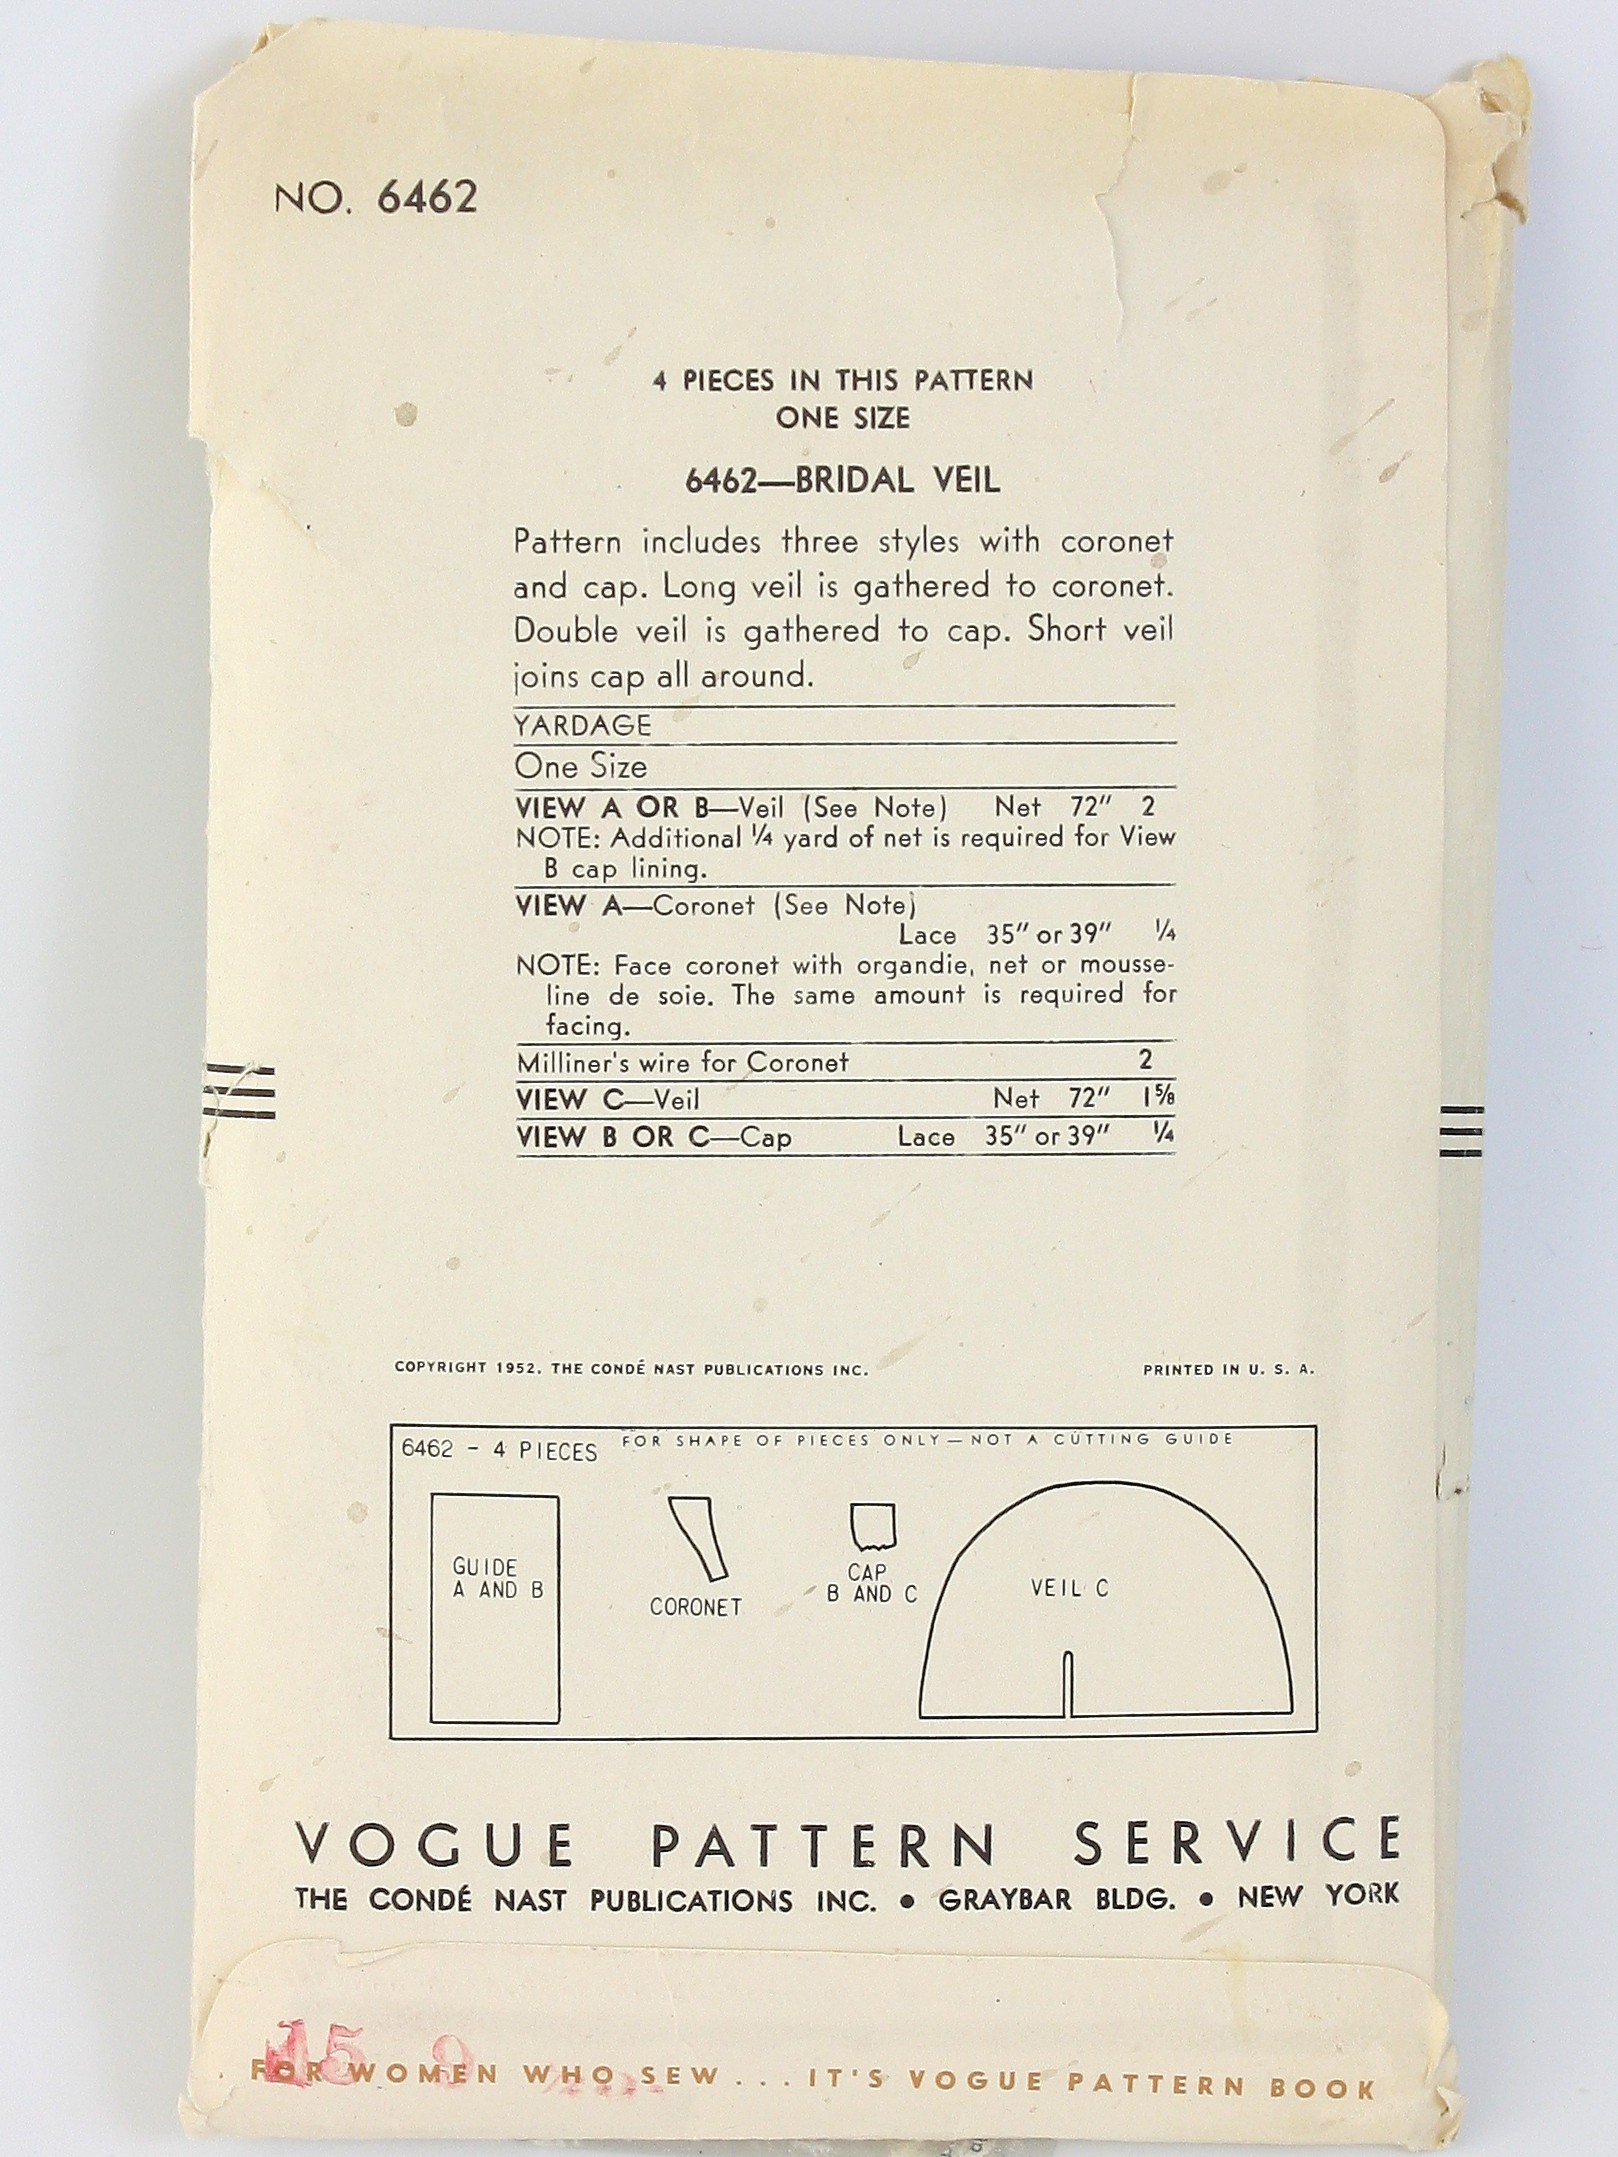 NO. 6462
4 PIECES IN THIS PATTERN
ONE SIZE
6462—BRIDAL VEIL
Pattern includes three styles with coronet
and cap. Long veil is gathered to coronet.
Double veil is gathered to cap. Short veil
joins cap all around.
YARDAGE
One Size
VIEW A OR B—Veil (See Note) Net 72" 2
NOTE: Additional ¼ yard of net is required for View
B cap lining.
VIEW A—Coronet (See Note)
Lace 35" or 39" ¼
NOTE: Face coronet with organdie, net or mousse-
line de soie. The same amount is required for
facing.
Milliner's wire for Coronet 2
VIEW C—Veil Net 72" 1⅝
VIEW B OR C—Cap Lace 35" or 39" ¼
COPYRIGHT 1952, THE CONDÉ NAST PUBLICATIONS INC. PRINTED IN U. S. A.
6462 - 4 PIECES FOR SHAPE OF PIECES ONLY—NOT A CUTTING GUIDE
GUIDE
A AND B
CORONET
CAP
B AND C
VEIL C
VOGUE PATTERN SERVICE
THE CONDÉ NAST PUBLICATIONS INC. • GRAYBAR BLDG. • NEW YORK
15 9
FOR WOMEN WHO SEW...IT'S VOGUE PATTERN BOOK